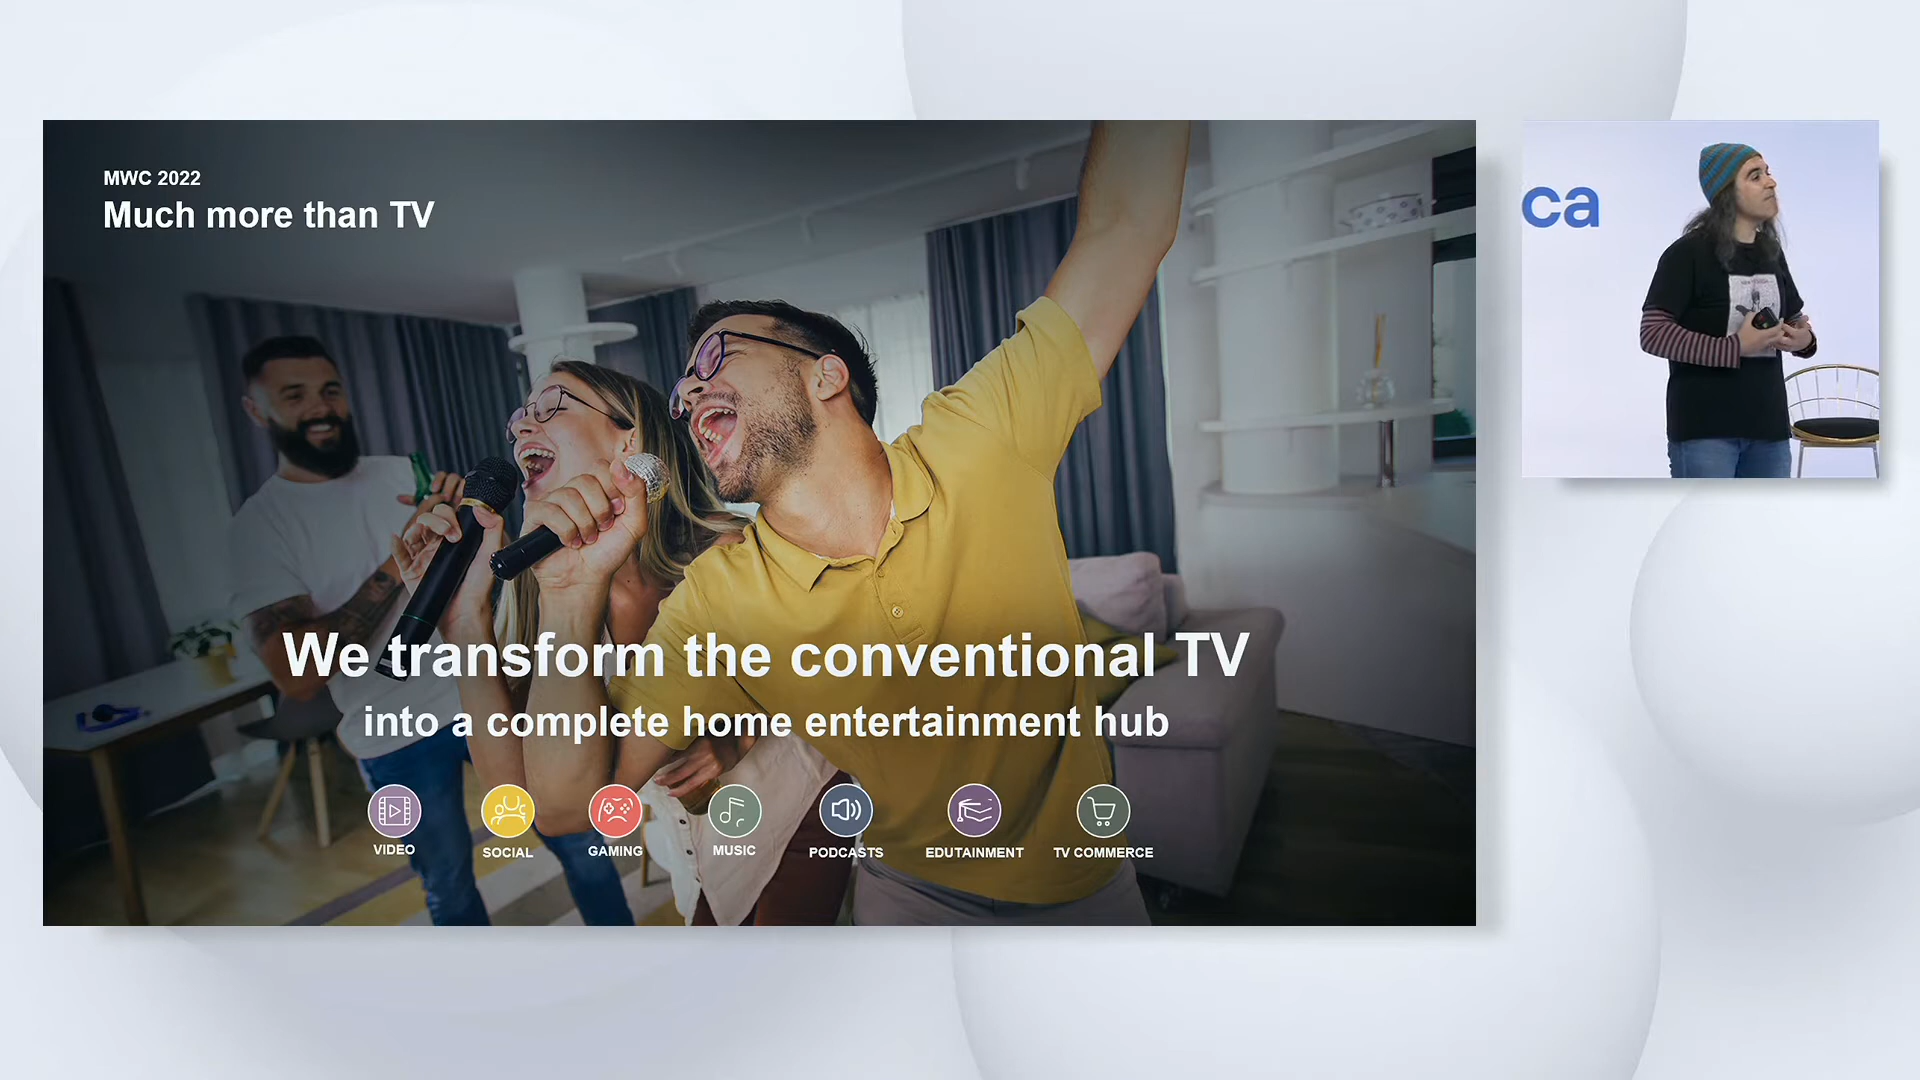 MWC 2022
Much more than TV
ca
We transform the conventional TV
into a complete home entertainment hub
VIDEO
SOCIAL
GAMING
MUSIC
PODCASTS
EDUTAINMENT
TV COMMERCE